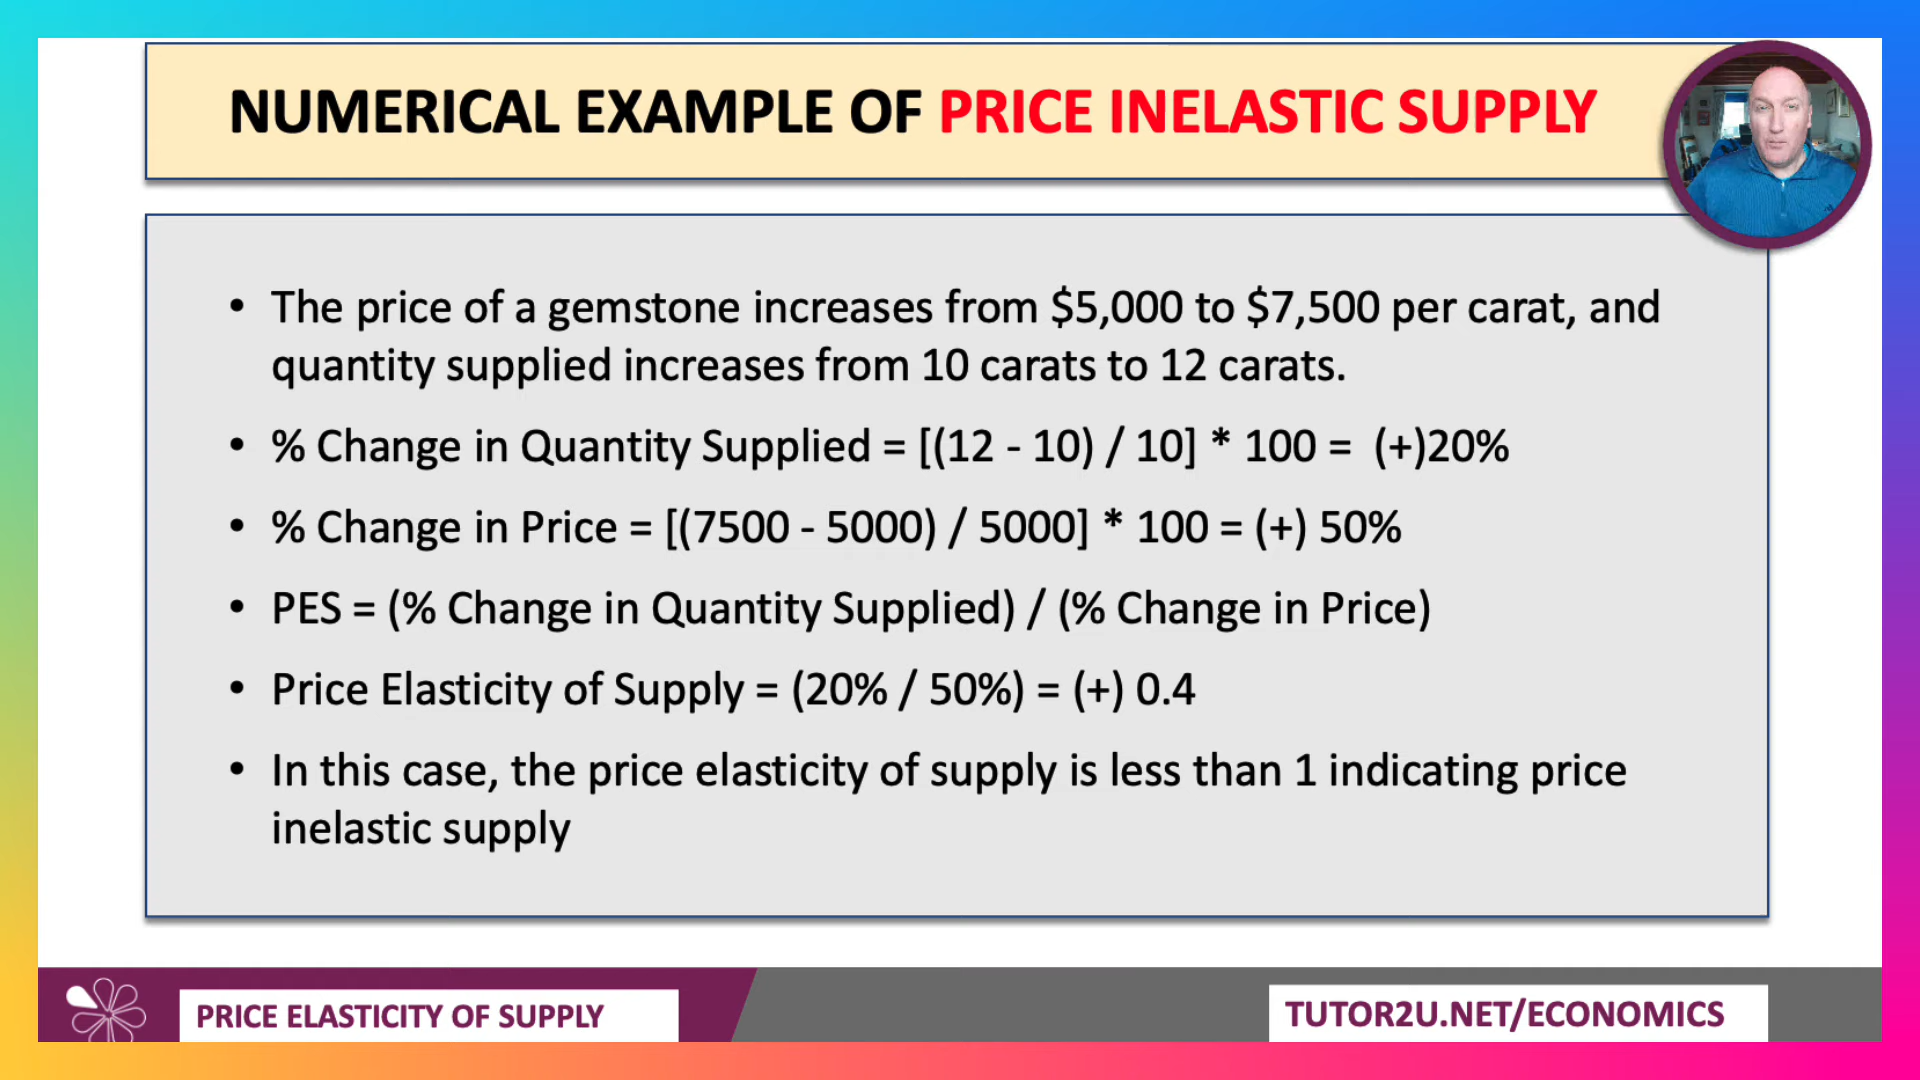 NUMERICAL EXAMPLE OF PRICE INELASTIC SUPPLY
• The price of a gemstone increases from $5,000 to $7,500 per carat, and
quantity supplied increases from 10 carats to 12 carats.
• % Change in Quantity Supplied = [(12 - 10) / 10] * 100 = (+)20%
• % Change in Price = [(7500 - 5000) / 5000] * 100 = (+) 50%
• PES = (% Change in Quantity Supplied) / (% Change in Price)
• Price Elasticity of Supply = (20% / 50%) = (+) 0.4
• In this case, the price elasticity of supply is less than 1 indicating price
inelastic supply
PRICE ELASTICITY OF SUPPLY
TUTOR2U.NET/ECONOMICS